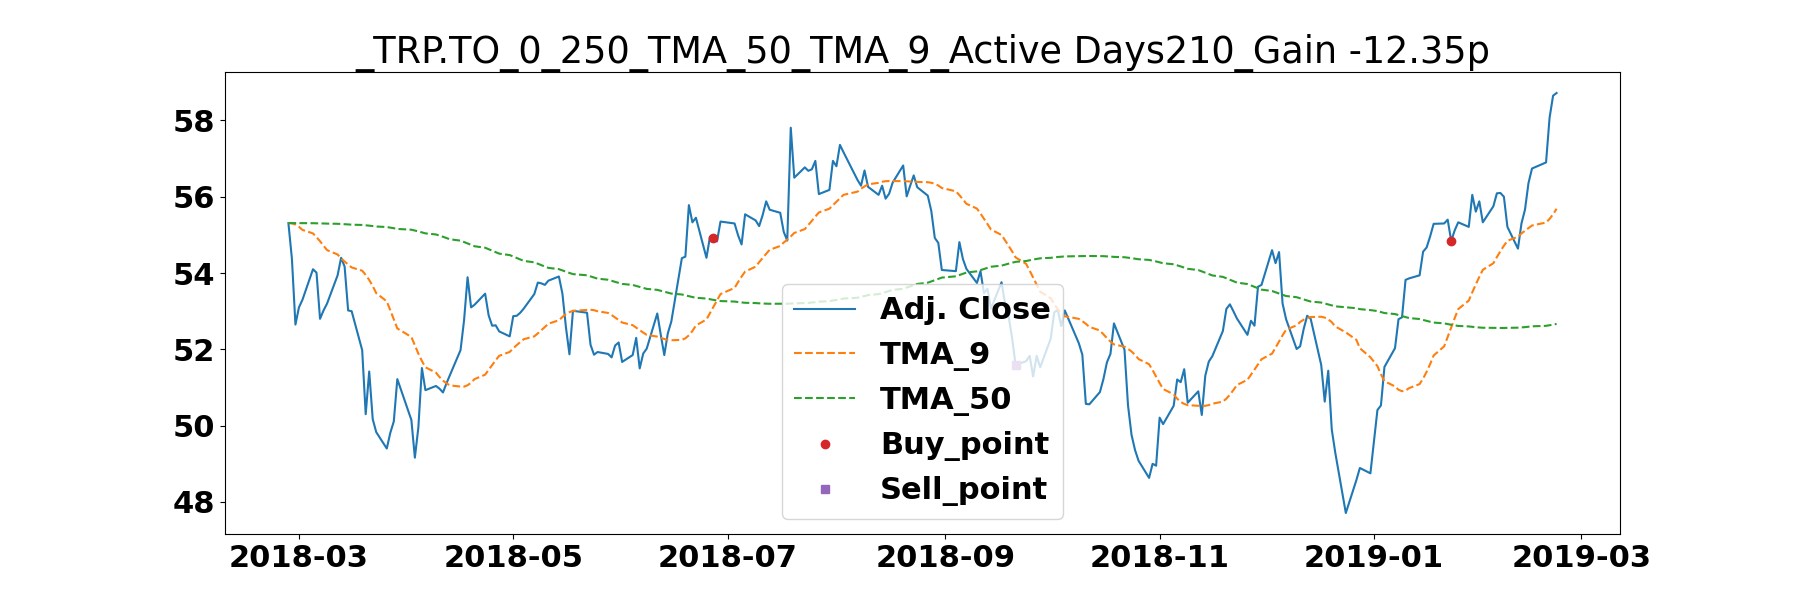 _TRP.TO_0_250_TMA_50_TMA_9_Active Days210_Gain -12.35p
58
56
54
52
50
48
Adj. Close
TMA_9
TMA_50
Buy_point
Sell_point
2018-03 2018-05 2018-07 2018-09 2018-11 2019-01 2019-03